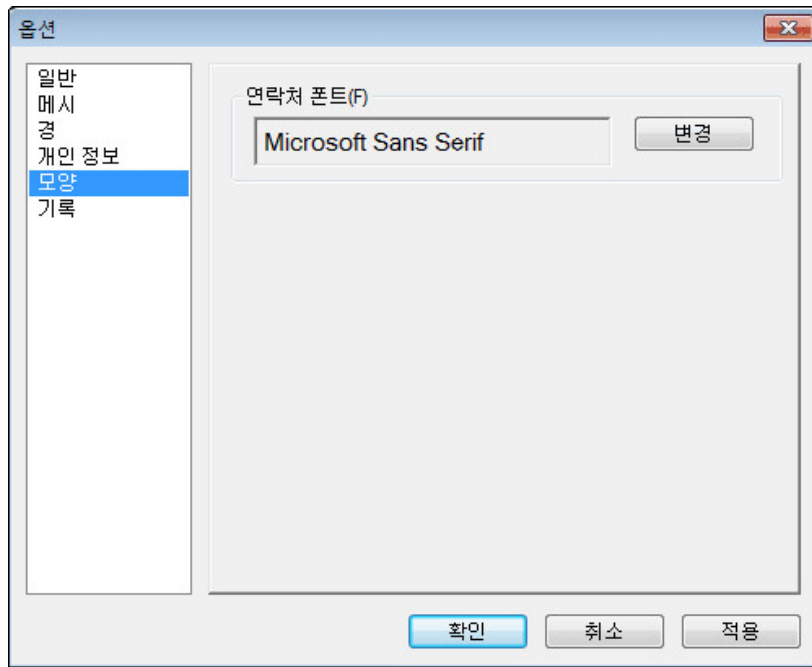 옵션
일반
메시
경
개인 정보
모양
기록
연락처 폰트(F)
Microsoft Sans Serif
변경
확인
취소
적용